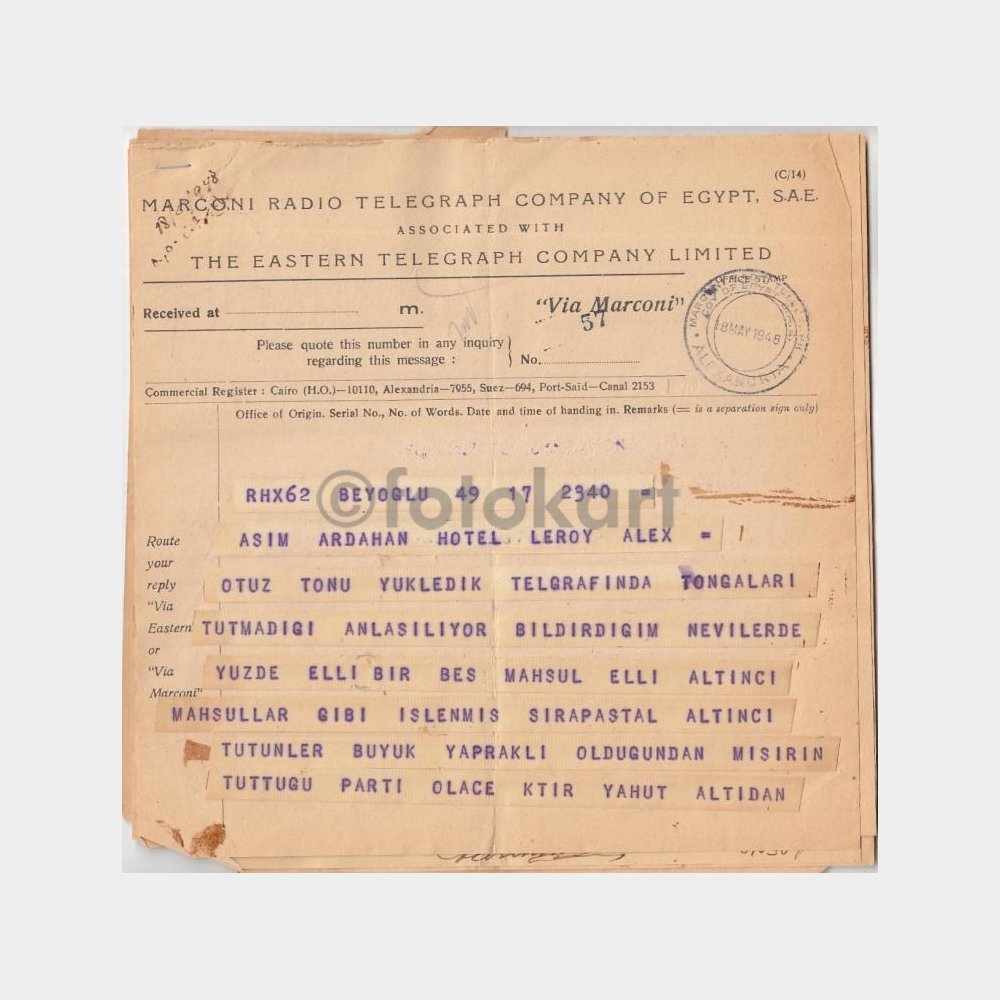 (C/14)
MARCONI RADIO TELEGRAPH COMPANY OF EGYPT, S.A.E.
ASSOCIATED WITH
THE EASTERN TELEGRAPH COMPANY LIMITED
Received at m.
"Via Marconi"
57
OFFICE STAMP
18 MAY 1948
ALEXANDRIA
Please quote this number in any inquiry
regarding this message : No.
Commercial Register : Cairo (H.O.)—10110, Alexandria—7955, Suez—694, Port-Said—Canal 2153
Office of Origin. Serial No., No. of Words. Date and time of handing in. Remarks (= is a separation sign only)
©fotokart
RHX62 BEYOGLU 49 17 2340 =
ASIM ARDAHAN HOTEL LEROY ALEX =
OTUZ TONU YUKLEDIK TELGRAFINDA TONGALARI
TUTMADIGI ANLASILIYOR BILDIRDIGIM NEVILERDE
YUZDE ELLI BIR BES MAHSUL ELLI ALTINCI
MAHSULLAR GIBI ISLENMIS SIRAPASTAL ALTINCI
TUTUNLER BUYUK YAPRAKLI OLDUGUNDAN MISIRIN
TUTTUGU PARTI OLACE KTIR YAHUT ALTIDAN
Route
your
reply
"Via
Eastern"
or
"Via
Marconi"